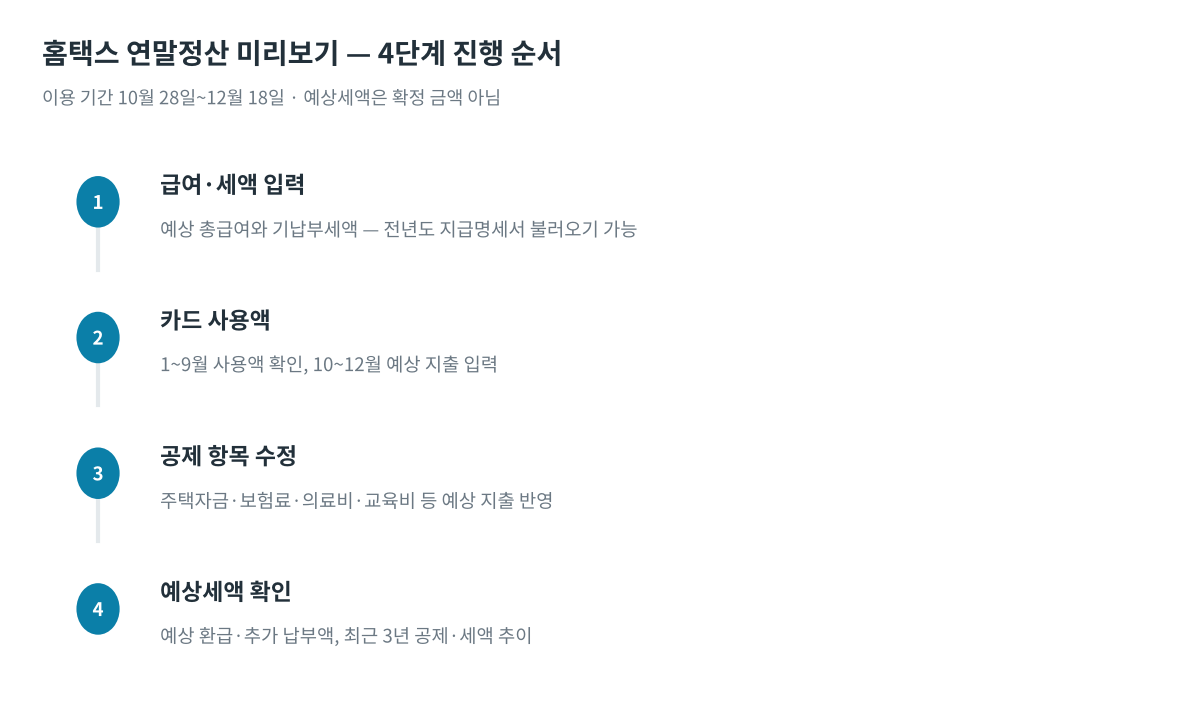 홈택스 연말정산 미리보기 — 4단계 진행 순서
이용 기간 10월 28일~12월 18일 · 예상세액은 확정 금액 아님
1
급여·세액 입력
예상 총급여와 기납부세액 — 전년도 지급명세서 불러오기 가능
2
카드 사용액
1~9월 사용액 확인, 10~12월 예상 지출 입력
3
공제 항목 수정
주택자금·보험료·의료비·교육비 등 예상 지출 반영
4
예상세액 확인
예상 환급·추가 납부액, 최근 3년 공제·세액 추이